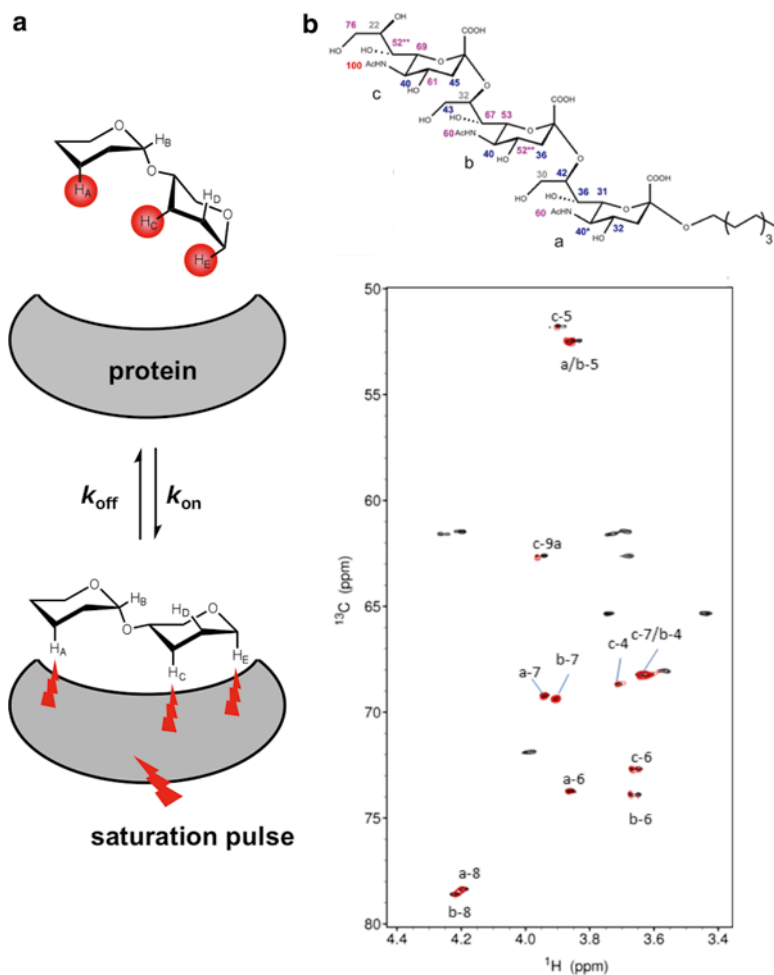 a
O
H_B
O
H_A
H_D
O
H_C
H_E
protein
k_off
k_on
O
H_B
H_D
O
O
H_A
H_C
H_E
saturation pulse
b
76
22
OH
COOH
HO
52**
69
O
HO
100
AcHN
40
61
45
O
HO
c
32
43
67
53
O
COOH
HO
HO
60
AcHN
40
52**
36
O
HO
b
42
30
36
31
O
COOH
HO
HO
60
AcHN
40*
32
O
HO
a
3
50
55
60
65
70
75
80
13C (ppm)
c-5
a/b-5
c-9a
c-7/b-4
c-4
a-7
b-7
c-6
a-6
b-6
a-8
b-8
4.4
4.2
4.0
3.8
3.6
3.4
1H (ppm)